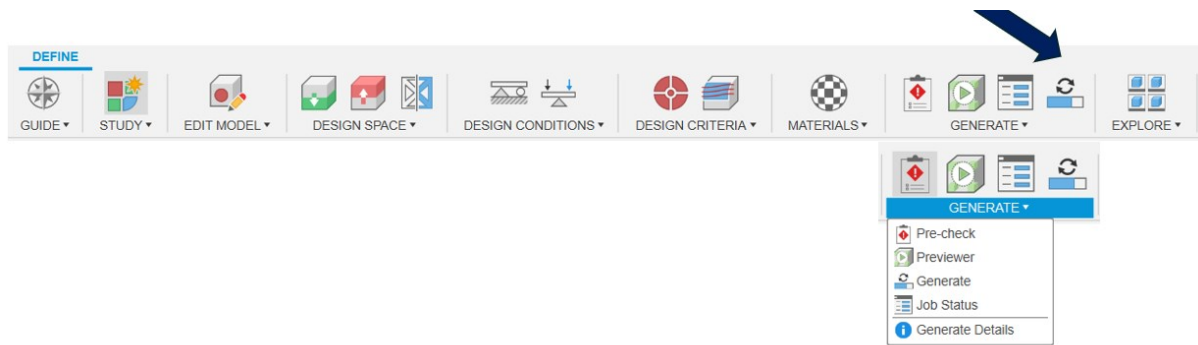 DEFINE
GUIDE ▾ STUDY ▾ EDIT MODEL ▾ DESIGN SPACE ▾ DESIGN CONDITIONS ▾ DESIGN CRITERIA ▾ MATERIALS ▾ GENERATE ▾ EXPLORE ▾
GENERATE ▾
Pre-check
Previewer
Generate
Job Status
Generate Details